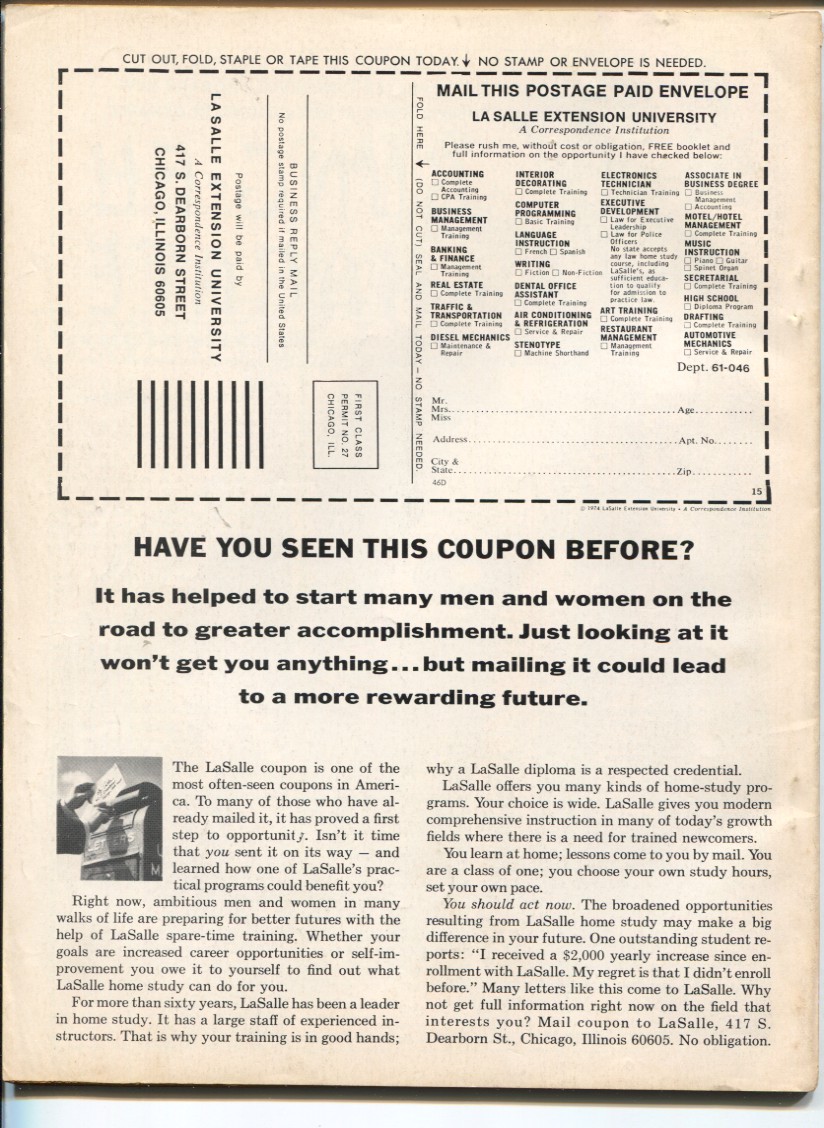 CUT OUT, FOLD, STAPLE OR TAPE THIS COUPON TODAY. ↓ NO STAMP OR ENVELOPE IS NEEDED.
FIRST CLASS
PERMIT NO. 27
CHICAGO, ILL.
BUSINESS REPLY MAIL
No postage stamp required if mailed in the United States
Postage will be paid by
LA SALLE EXTENSION UNIVERSITY
A Correspondence Institution
417 S. DEARBORN STREET
CHICAGO, ILLINOIS 60605
FOLD HERE → (DO NOT CUT) SEAL AND MAIL TODAY — NO STAMP NEEDED.
MAIL THIS POSTAGE PAID ENVELOPE
LA SALLE EXTENSION UNIVERSITY
A Correspondence Institution
Please rush me, without cost or obligation, FREE booklet and
full information on the opportunity I have checked below:
ACCOUNTING
☐ Complete
Accounting
☐ CPA Training
BUSINESS
MANAGEMENT
☐ Management
Training
BANKING
& FINANCE
☐ Management
Training
REAL ESTATE
☐ Complete Training
TRAFFIC &
TRANSPORTATION
☐ Complete Training
DIESEL MECHANICS
☐ Maintenance &
Repair
INTERIOR
DECORATING
☐ Complete Training
COMPUTER
PROGRAMMING
☐ Basic Training
LANGUAGE
INSTRUCTION
☐ French ☐ Spanish
WRITING
☐ Fiction ☐ Non-Fiction
DENTAL OFFICE
ASSISTANT
☐ Complete Training
AIR CONDITIONING
& REFRIGERATION
☐ Service & Repair
STENOTYPE
☐ Machine Shorthand
ELECTRONICS
TECHNICIAN
☐ Technician Training
EXECUTIVE
DEVELOPMENT
☐ Law for Executive
Leadership
☐ Law for Police
Officers
No state accepts
any law home study
course, including
LaSalle's, as
sufficient educa-
tion to qualify
for admission to
practice law.
ART TRAINING
☐ Complete Training
RESTAURANT
MANAGEMENT
☐ Management
Training
ASSOCIATE IN
BUSINESS DEGREE
☐ Business
Management
☐ Accounting
MOTEL/HOTEL
MANAGEMENT
☐ Complete Training
MUSIC
INSTRUCTION
☐ Piano ☐ Guitar
☐ Spinet Organ
SECRETARIAL
☐ Complete Training
HIGH SCHOOL
☐ Diploma Program
DRAFTING
☐ Complete Training
AUTOMOTIVE
MECHANICS
☐ Service & Repair
Dept. 61-046
Mr.
Mrs. Age
Miss
Address Apt. No.
City &
State Zip
46D
15
© 1974 LaSalle Extension University • A Correspondence Institution
HAVE YOU SEEN THIS COUPON BEFORE?
It has helped to start many men and women on the
road to greater accomplishment. Just looking at it
won't get you anything...but mailing it could lead
to a more rewarding future.
LETTERS
U
M
The LaSalle coupon is one of the
most often-seen coupons in Ameri-
ca. To many of those who have al-
ready mailed it, it has proved a first
step to opportunity. Isn't it time
that you sent it on its way – and
learned how one of LaSalle's prac-
tical programs could benefit you?
Right now, ambitious men and women in many
walks of life are preparing for better futures with the
help of LaSalle spare-time training. Whether your
goals are increased career opportunities or self-im-
provement you owe it to yourself to find out what
LaSalle home study can do for you.
For more than sixty years, LaSalle has been a leader
in home study. It has a large staff of experienced in-
structors. That is why your training is in good hands;
why a LaSalle diploma is a respected credential.
LaSalle offers you many kinds of home-study pro-
grams. Your choice is wide. LaSalle gives you modern
comprehensive instruction in many of today's growth
fields where there is a need for trained newcomers.
You learn at home; lessons come to you by mail. You
are a class of one; you choose your own study hours,
set your own pace.
You should act now. The broadened opportunities
resulting from LaSalle home study may make a big
difference in your future. One outstanding student re-
ports: "I received a $2,000 yearly increase since en-
rollment with LaSalle. My regret is that I didn't enroll
before." Many letters like this come to LaSalle. Why
not get full information right now on the field that
interests you? Mail coupon to LaSalle, 417 S.
Dearborn St., Chicago, Illinois 60605. No obligation.